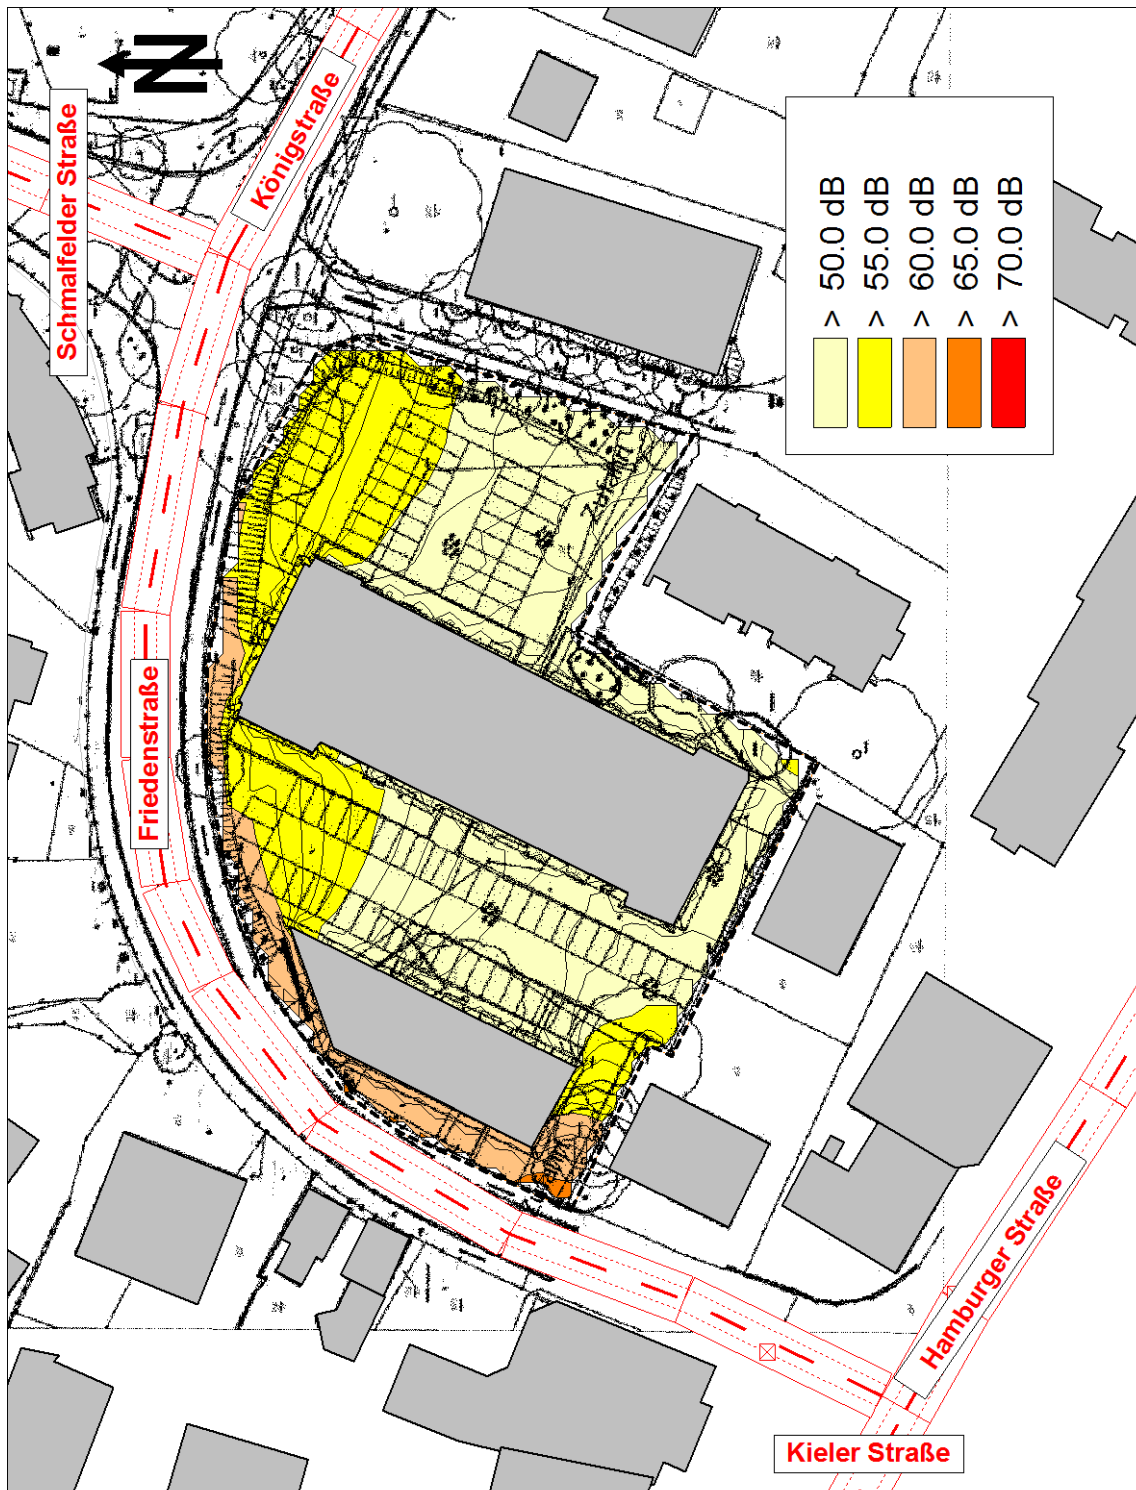 N
Schmalfelder Straße
Königstraße
> 50.0 dB
> 55.0 dB
> 60.0 dB
> 65.0 dB
> 70.0 dB
Friedenstraße
Hamburger Straße
Kieler Straße